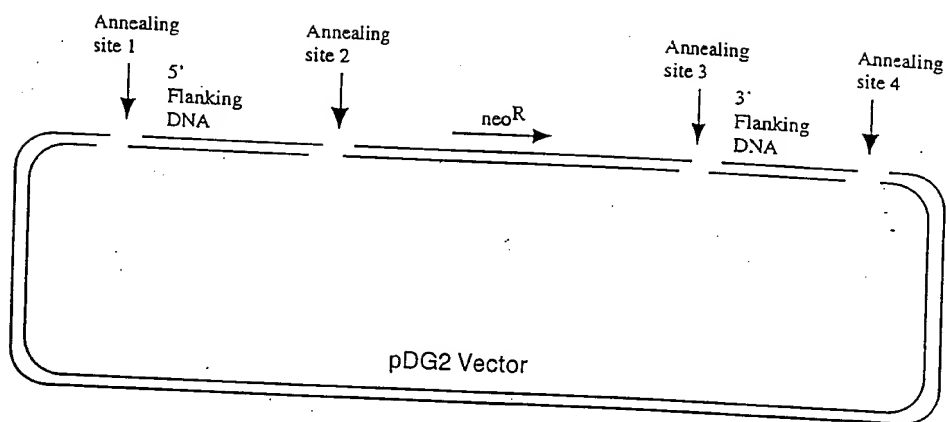 Annealing
site 1
5'
Flanking
DNA
Annealing
site 2
neoR
Annealing
site 3
3'
Flanking
DNA
Annealing
site 4
pDG2 Vector